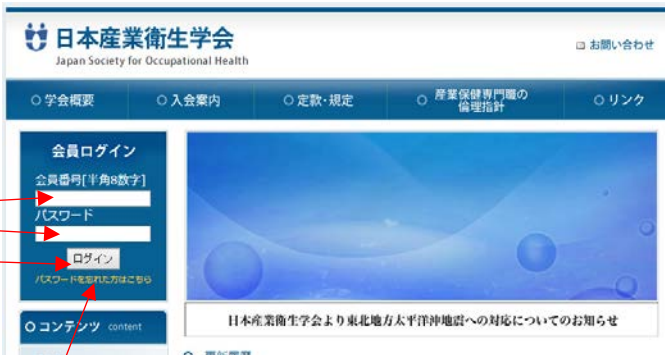 日本産業衛生学会
Japan Society for Occupational Health
お問い合わせ
学会概要
入会案内
定款・規定
産業保健専門職の
倫理指針
リンク
会員ログイン
会員番号[半角8数字]
パスワード
ログイン
パスワードを忘れた方はこちら
コンテンツ content
日本産業衛生学会より東北地方太平洋沖地震への対応についてのお知らせ